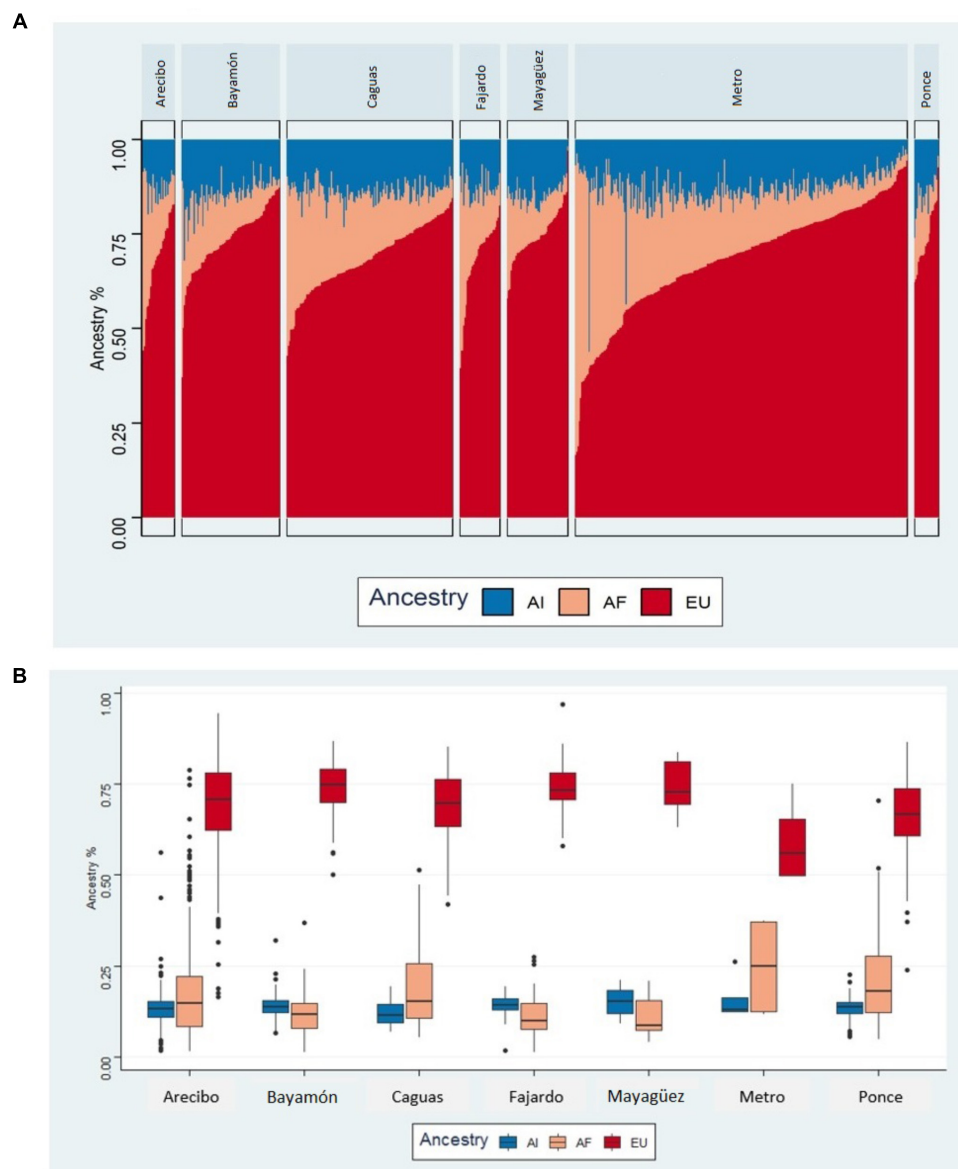 A
Arecibo
Bayamón
Caguas
Fajardo
Mayagüez
Metro
Ponce
Ancestry %
1.00
0.75
0.50
0.25
0.00
Ancestry AI AF EU
B
Ancestry %
1.00
0.75
0.50
0.25
0.00
Arecibo Bayamón Caguas Fajardo Mayagüez Metro Ponce
Ancestry AI AF EU